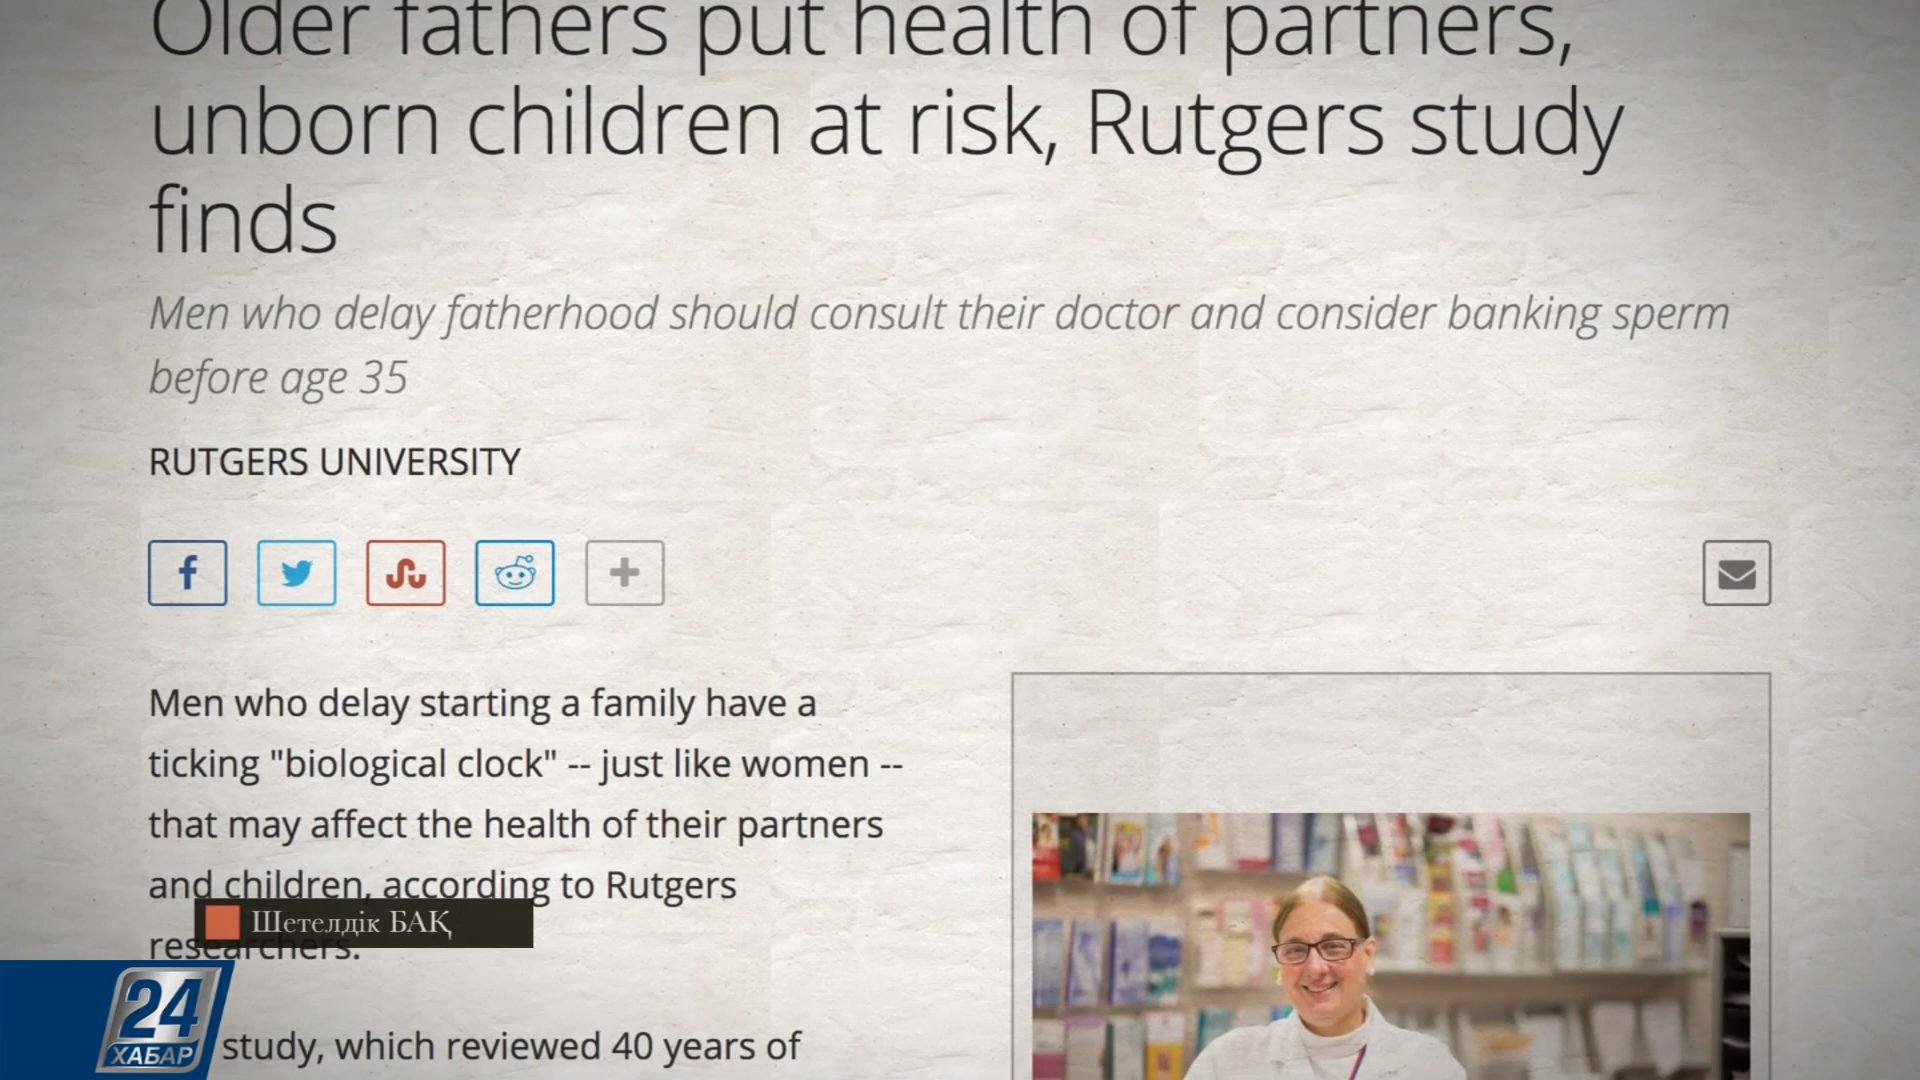 Older fathers put health of partners,
unborn children at risk, Rutgers study
finds
Men who delay fatherhood should consult their doctor and consider banking sperm
before age 35
RUTGERS UNIVERSITY
Men who delay starting a family have a
ticking "biological clock" -- just like women --
that may affect the health of their partners
and children, according to Rutgers
researchers.
Шетелдік БАҚ
study, which reviewed 40 years of
24
ХАБАР